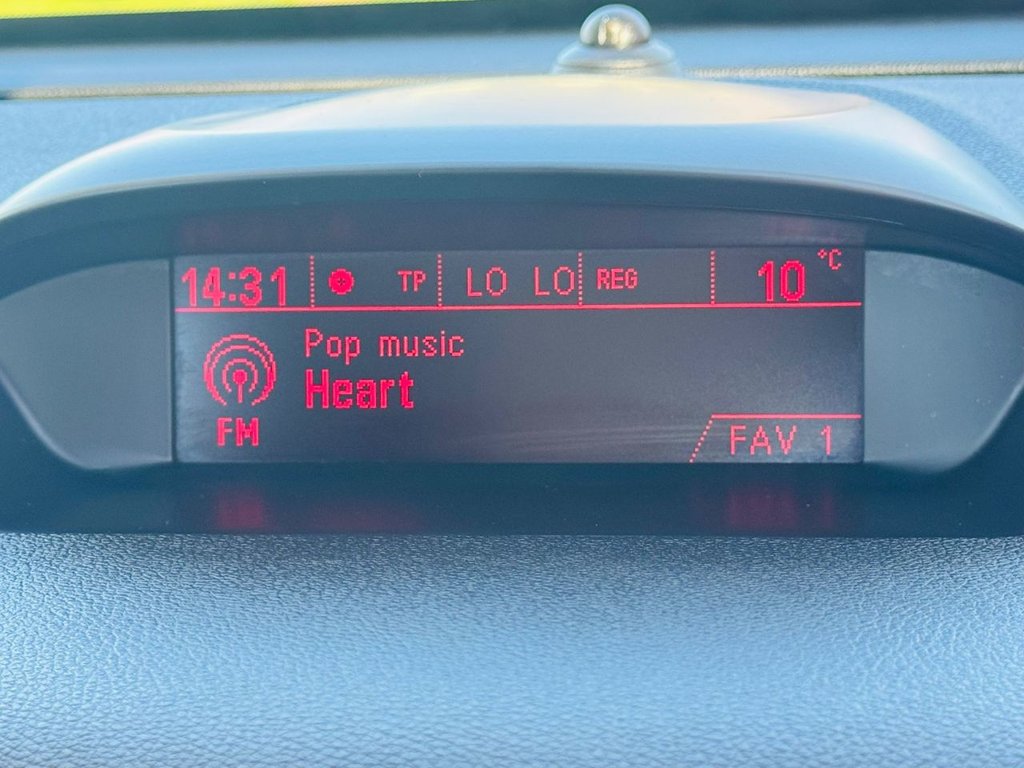 14:31 TP LO LO REG 10 °C
Pop music
Heart
FM
FAV 1